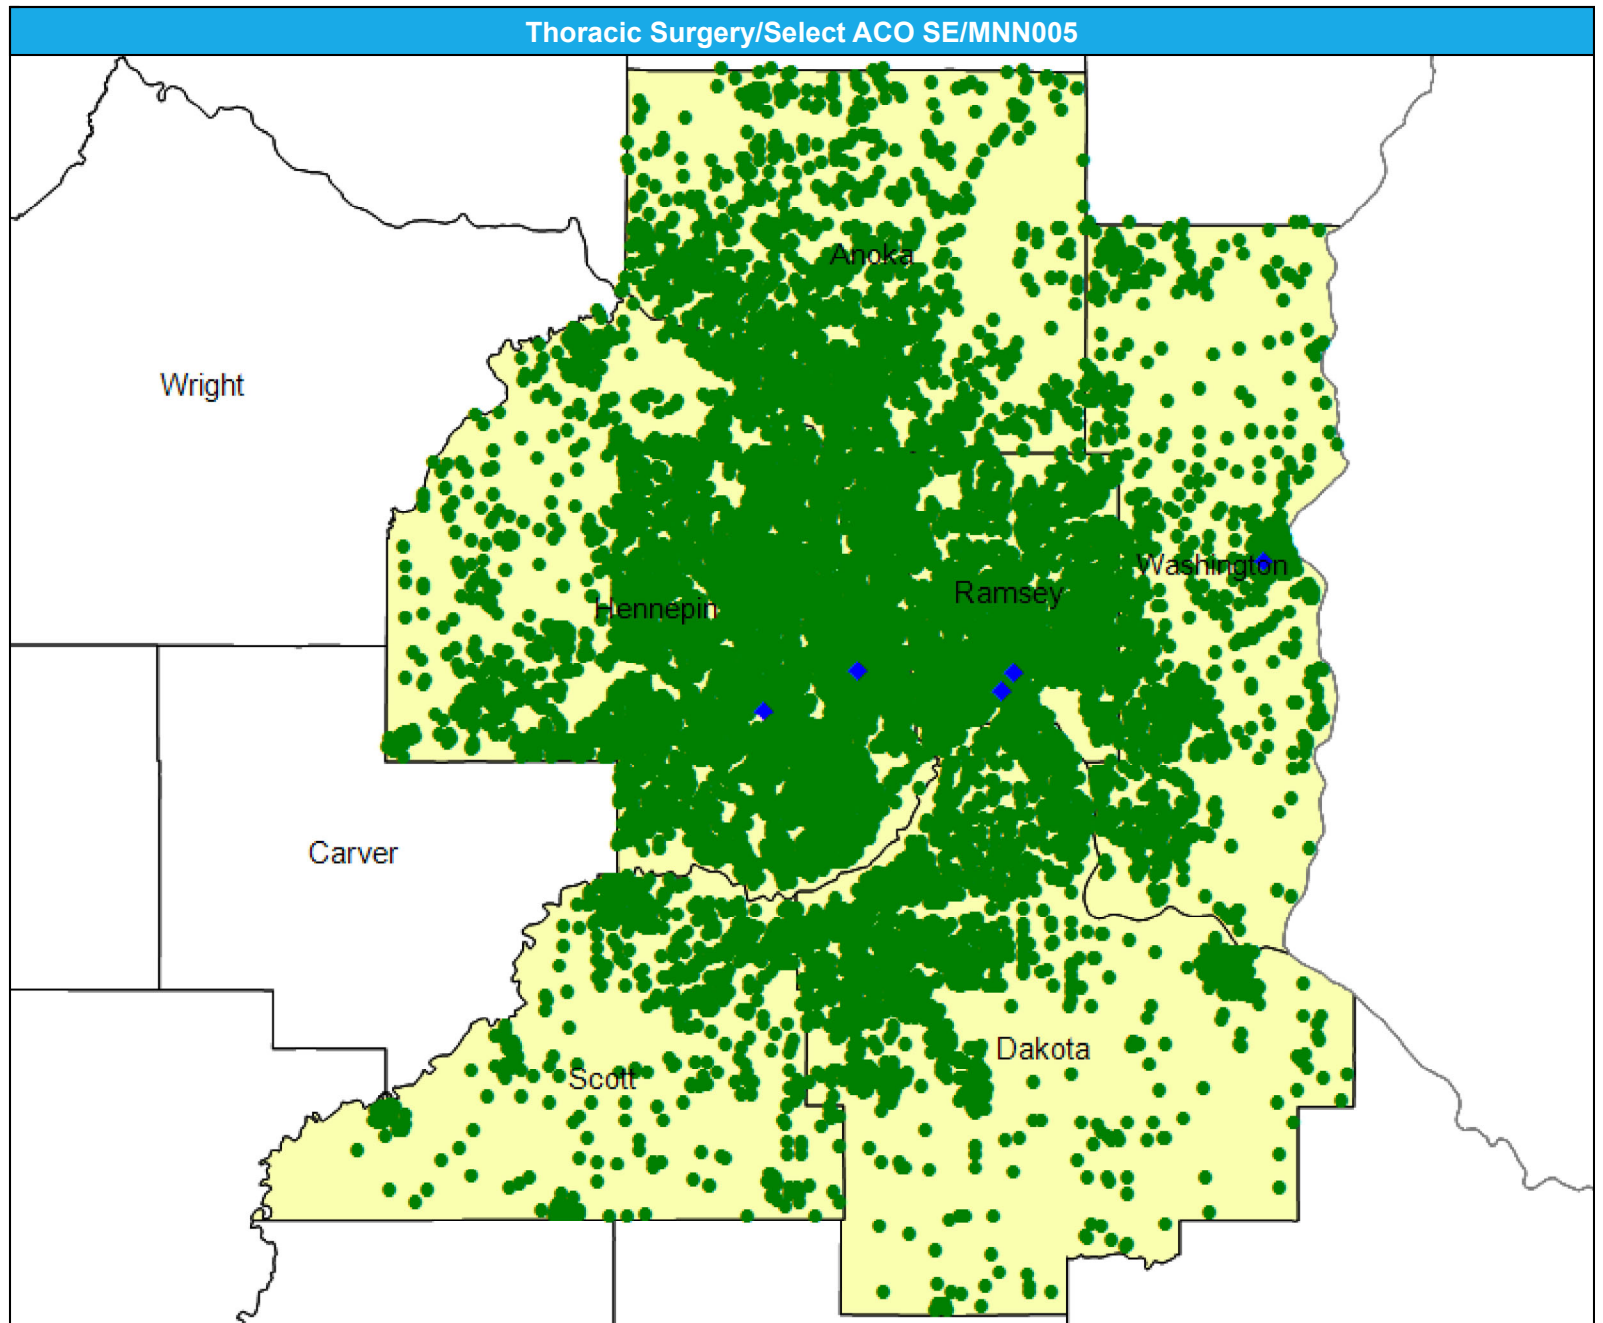 Thoracic Surgery/Select ACO SE/MNN005
Anoka
Wright
Washington
Ramsey
Hennepin
Carver
Dakota
Scott